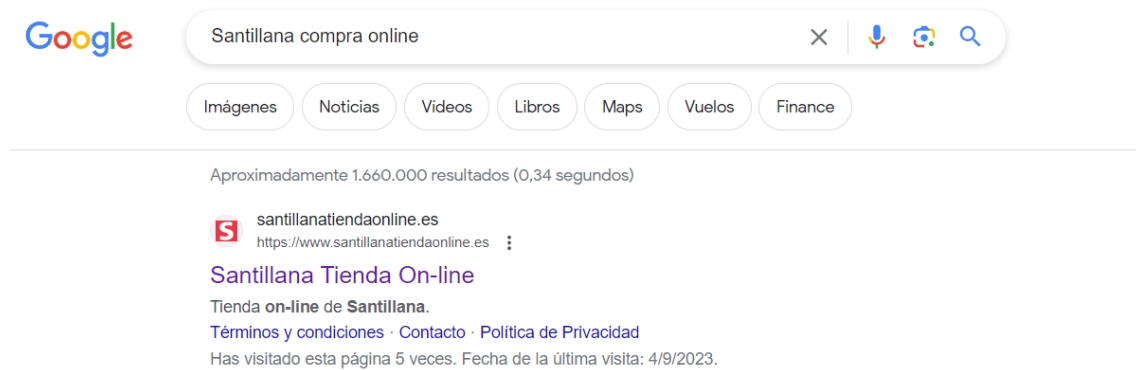 Google
Santillana compra online
Imágenes Noticias Vídeos Libros Maps Vuelos Finance
Aproximadamente 1.660.000 resultados (0,34 segundos)
S
santillanatiendaonline.es
https://www.santillanatiendaonline.es
Santillana Tienda On-line
Tienda on-line de Santillana.
Términos y condiciones · Contacto · Política de Privacidad
Has visitado esta página 5 veces. Fecha de la última visita: 4/9/2023.